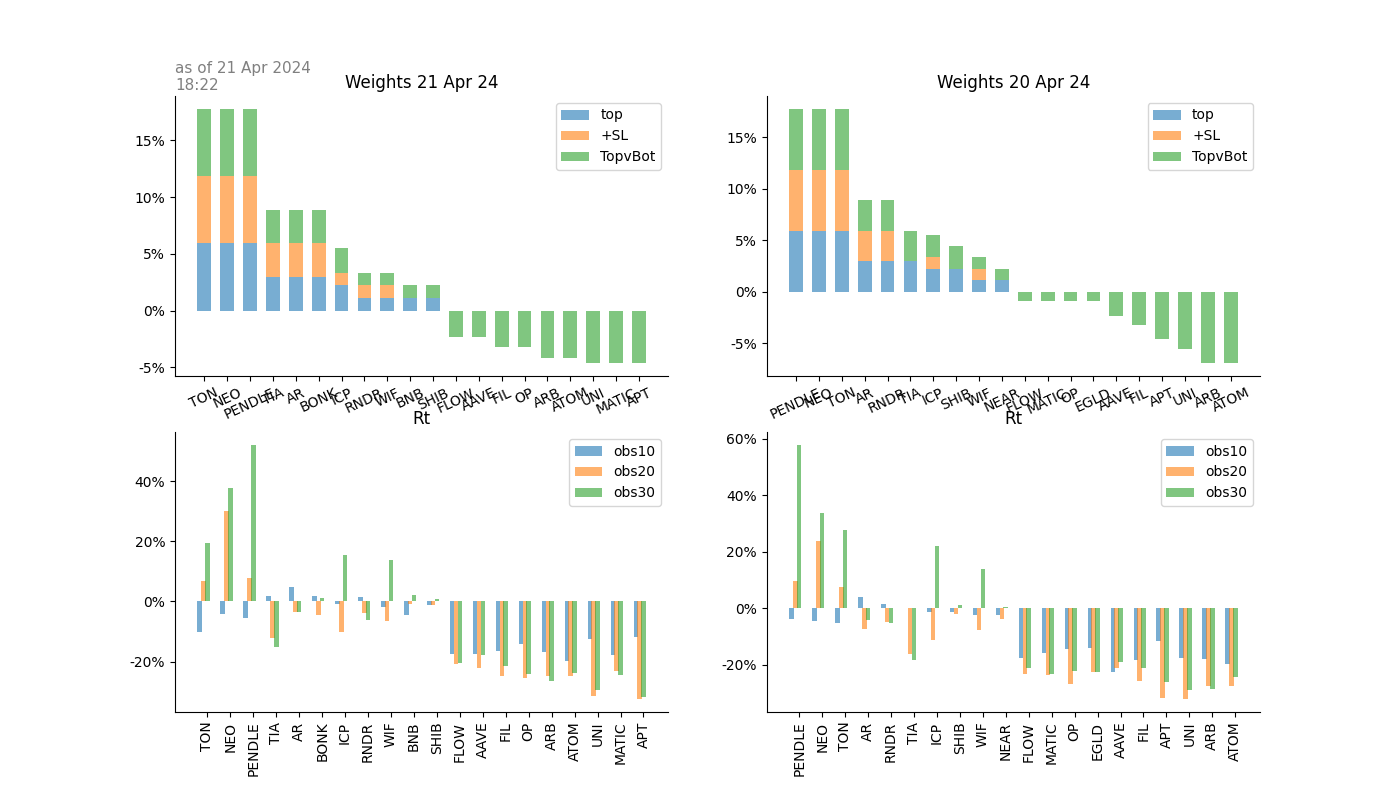 as of 21 Apr 2024
18:22
Weights 21 Apr 24
top
+SL
TopvBot
15%
10%
5%
0%
-5%
TON NEO PENDLE TIA AR BONK ICP RNDR WIF BNB SHIB FLOW AAVE FIL OP ARB ATOM UNI MATIC APT
Weights 20 Apr 24
top
+SL
TopvBot
15%
10%
5%
0%
-5%
PENDLE NEO TON AR RNDR TIA ICP SHIB WIF NEAR FLOW MATIC OP EGLD AAVE FIL APT UNI ARB ATOM
Rt
obs10
obs20
obs30
40%
20%
0%
-20%
TON NEO PENDLE TIA AR BONK ICP RNDR WIF BNB SHIB FLOW AAVE FIL OP ARB ATOM UNI MATIC APT
Rt
obs10
obs20
obs30
60%
40%
20%
0%
-20%
PENDLE NEO TON AR RNDR TIA ICP SHIB WIF NEAR FLOW MATIC OP EGLD AAVE FIL APT UNI ARB ATOM